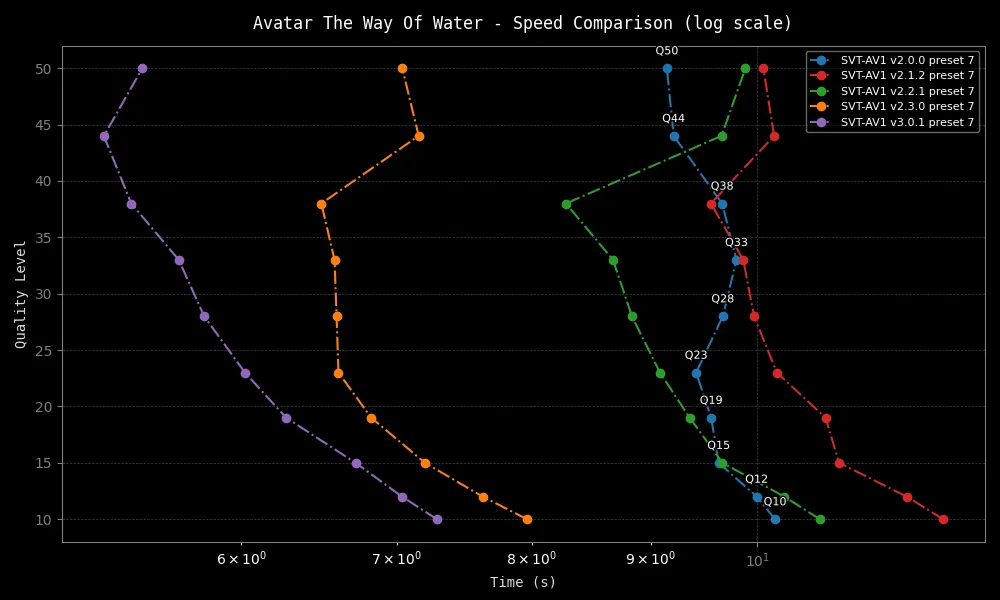 Avatar The Way Of Water - Speed Comparison (log scale)
SVT-AV1 v2.0.0 preset 7
SVT-AV1 v2.1.2 preset 7
SVT-AV1 v2.2.1 preset 7
SVT-AV1 v2.3.0 preset 7
SVT-AV1 v3.0.1 preset 7
Quality Level
50
45
40
35
30
25
20
15
10
Q50
Q44
Q38
Q33
Q28
Q23
Q19
Q15
Q12
Q10
6 × 10⁰
7 × 10⁰
8 × 10⁰
9 × 10⁰
10¹
Time (s)